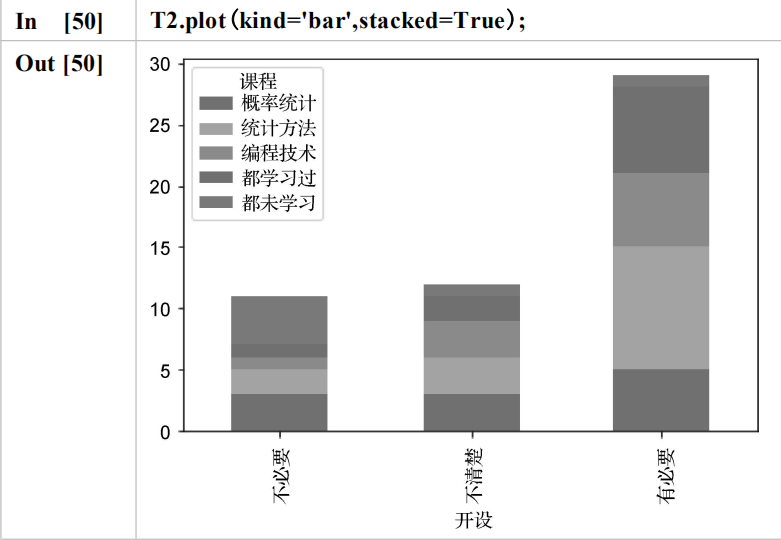 In [50] T2.plot(kind='bar',stacked=True);
Out [50]
30
25
20
15
10
5
0
课程
概率统计
统计方法
编程技术
都学习过
都未学习
不必要
不清楚
有必要
开设